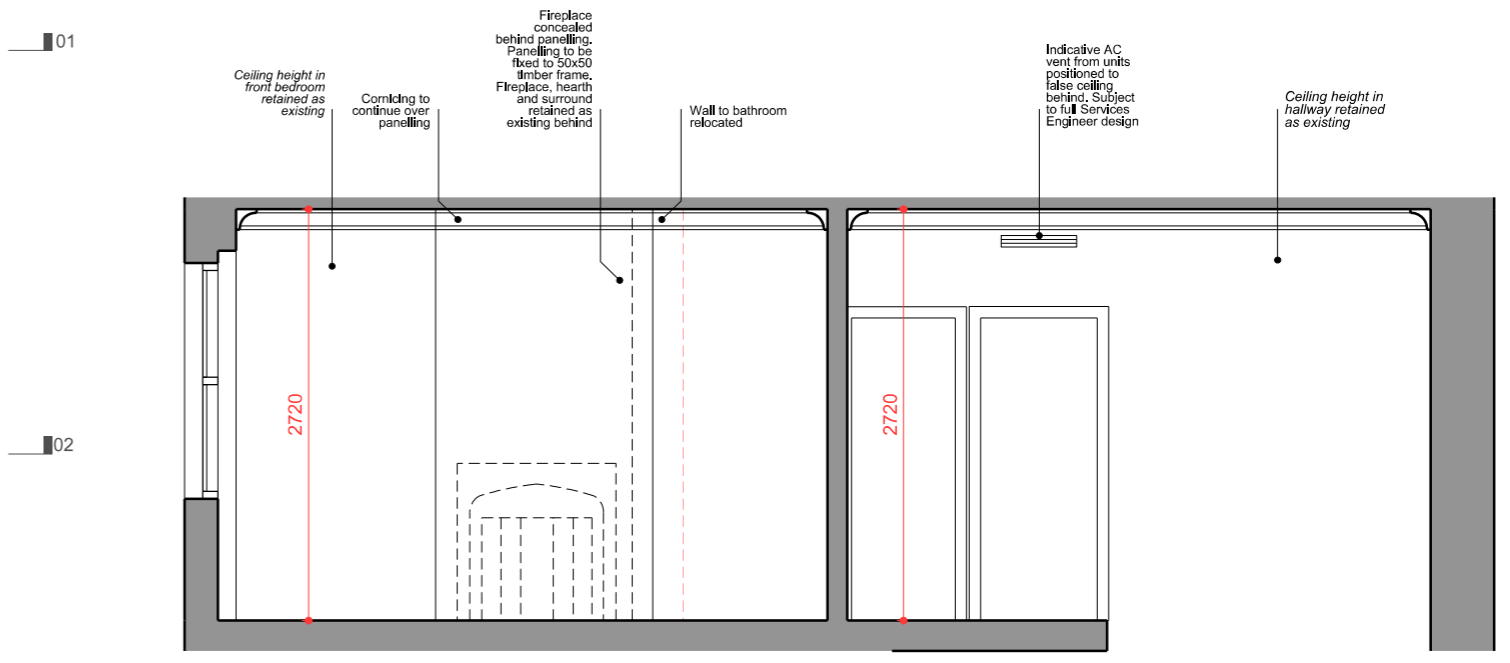 01
Ceiling height in
front bedroom
retained as
existing
Cornicing to
continue over
panelling
Fireplace
concealed
behind panelling.
Panelling to be
fixed to 50x50
timber frame.
Fireplace, hearth
and surround
retained as
existing behind
Wall to bathroom
relocated
Indicative AC
vent from units
positioned to
false ceiling
behind. Subject
to full Services
Engineer design
Ceiling height in
hallway retained
as existing
2720
2720
02